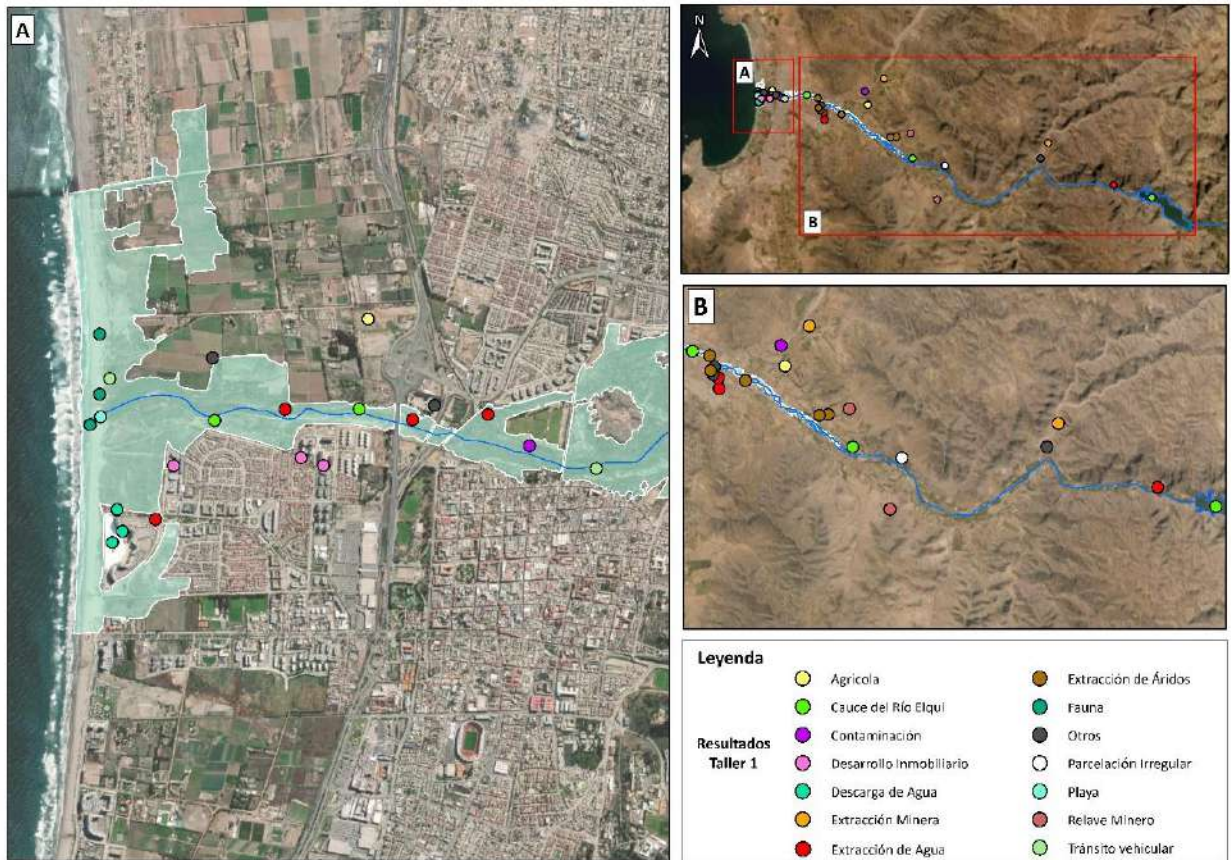 A
N
A
B
B
Leyenda
Resultados
Taller 1
Agrícola
Cauce del Río Elqui
Contaminación
Desarrollo Inmobiliario
Descarga de Agua
Extracción Minera
Extracción de Agua
Extracción de Áridos
Fauna
Otros
Parcelación Irregular
Playa
Relave Minero
Tránsito vehicular